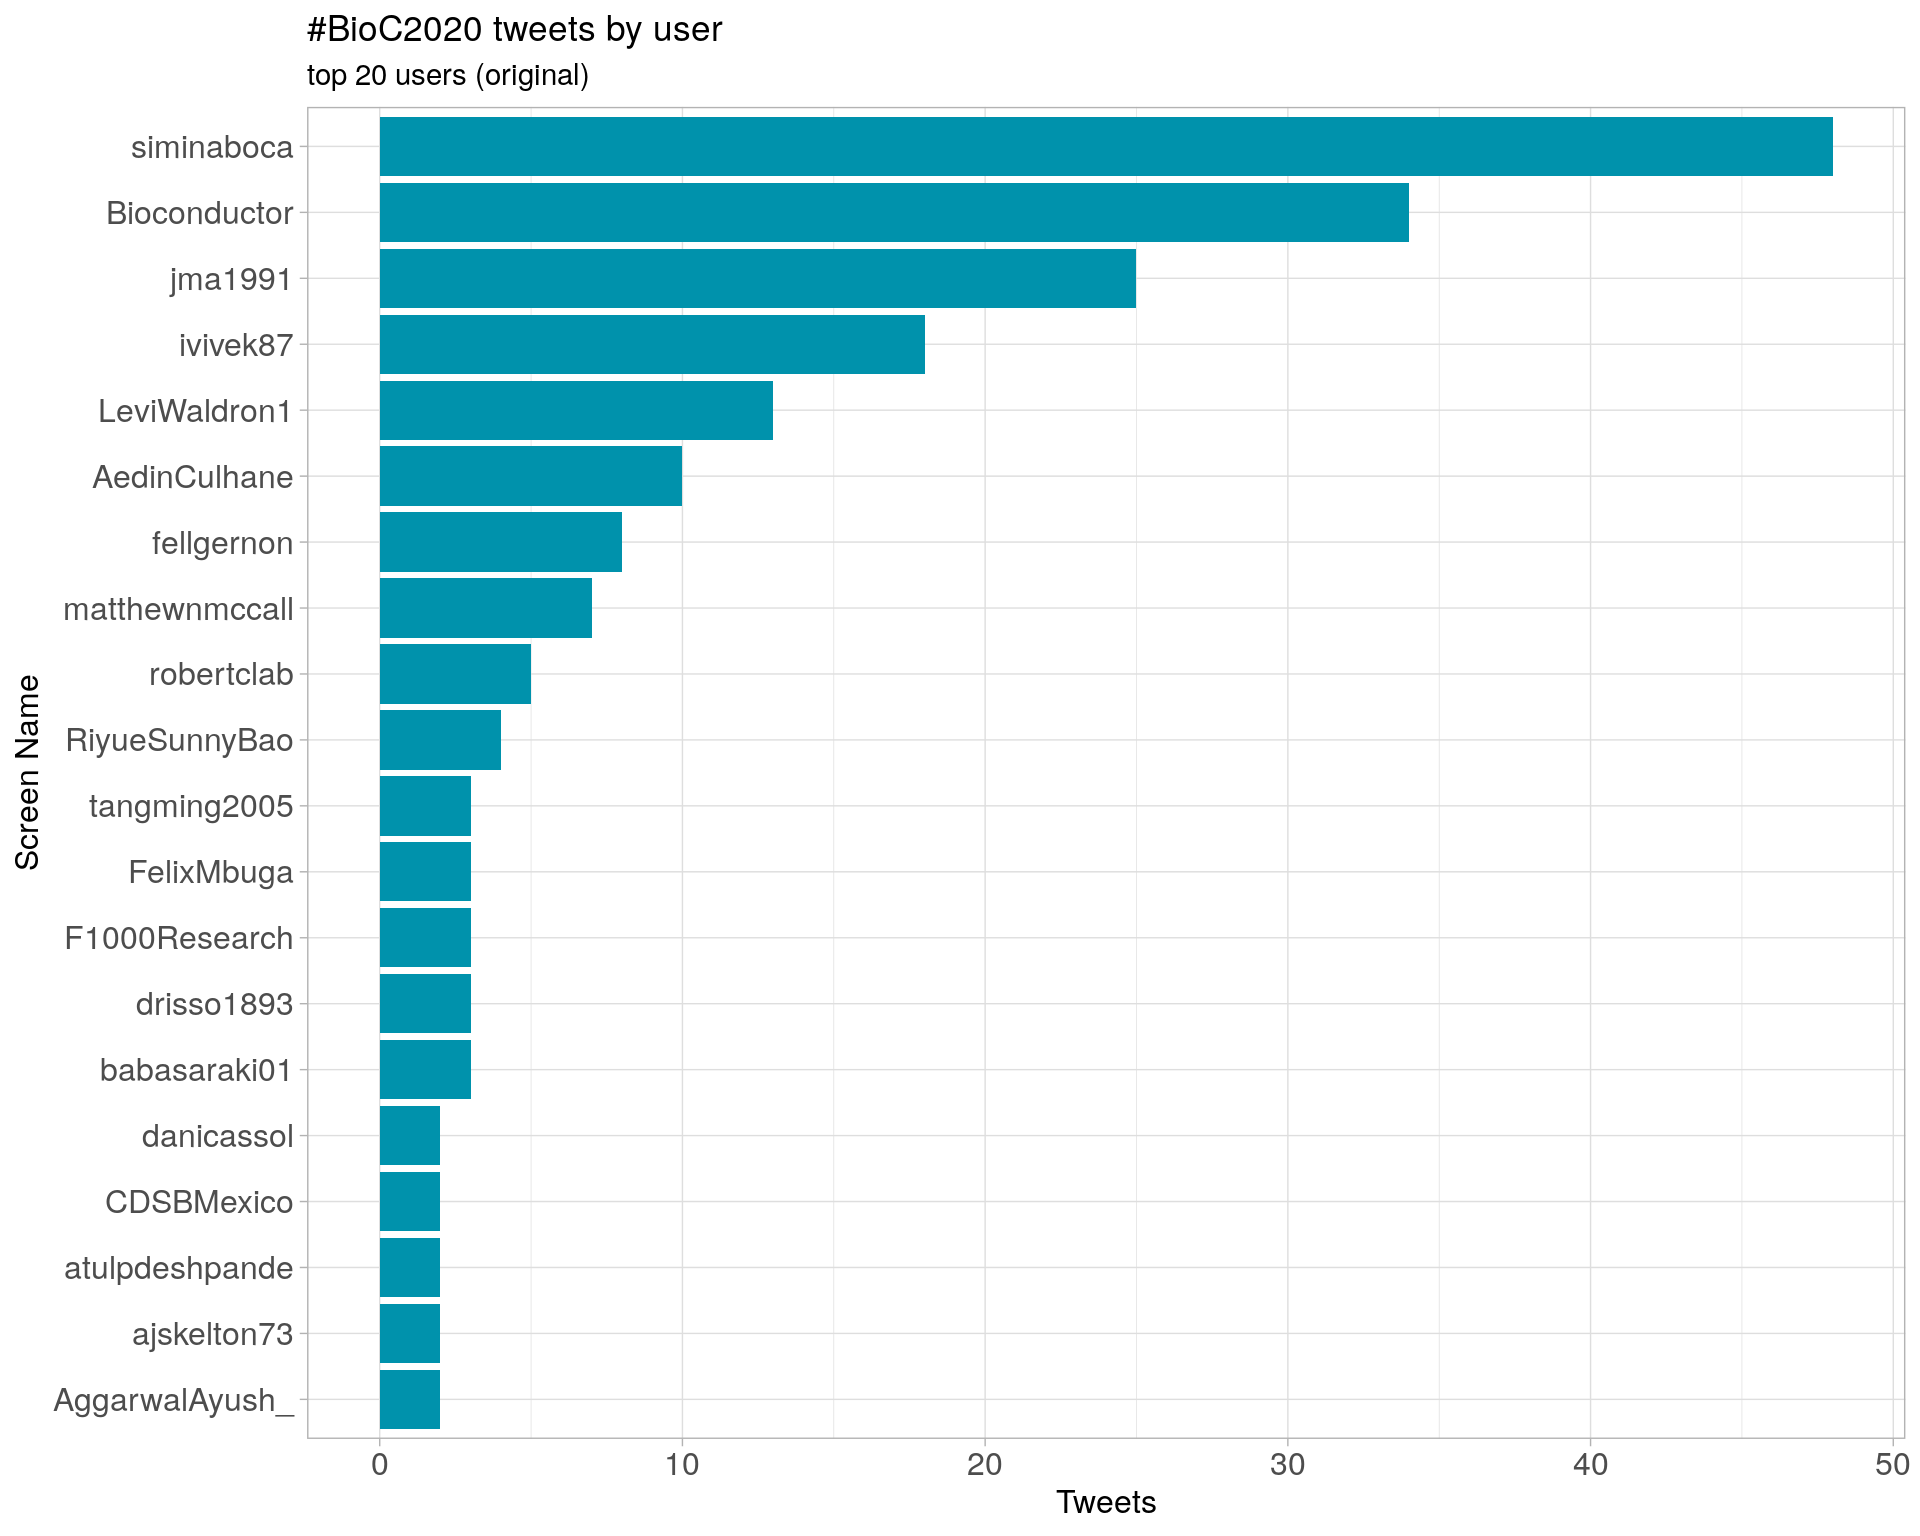 #BioC2020 tweets by user
top 20 users (original)
siminaboca
Bioconductor
jma1991
ivivek87
LeviWaldron1
AedinCulhane
fellgernon
matthewnmccall
robertclab
RiyueSunnyBao
tangming2005
FelixMbuga
F1000Research
drisso1893
babasaraki01
danicassol
CDSBMexico
atulpdeshpande
ajskelton73
AggarwalAyush_
Screen Name
0 10 20 30 40 50
Tweets